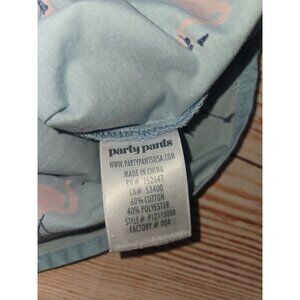 party pants
WWW.PARTYPANTSUSA.COM
MADE IN CHINA
RN# 152647
CA# 53400
60% COTTON
40% POLYESTER
STYLE# P12113008
FACTORY # 004